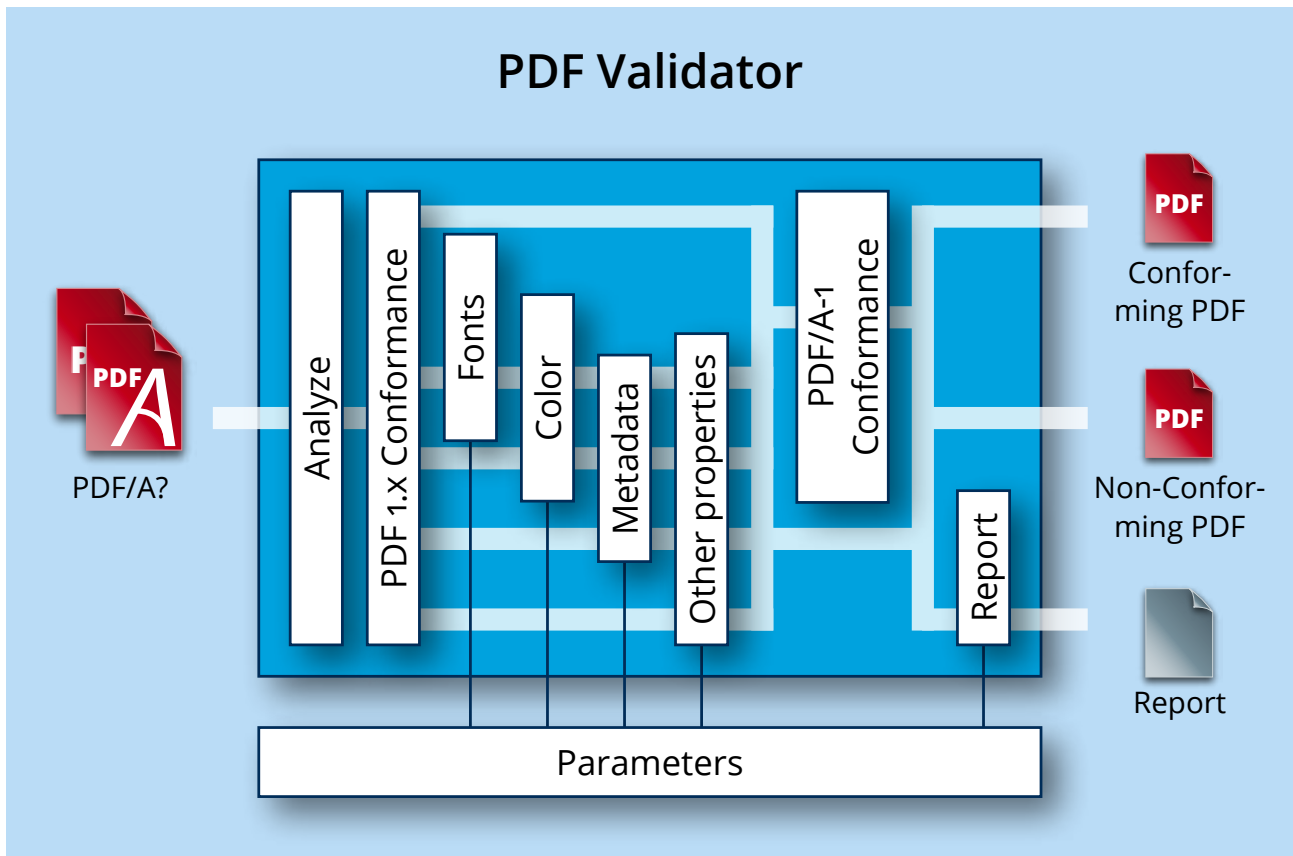 PDF Validator
P
PDF
A
PDF/A?
Analyze
PDF 1.x Conformance
Fonts
Color
Metadata
Other properties
PDF/A-1
Conformance
Report
PDF
Confor-
ming PDF
PDF
Non-Confor-
ming PDF
Report
Parameters